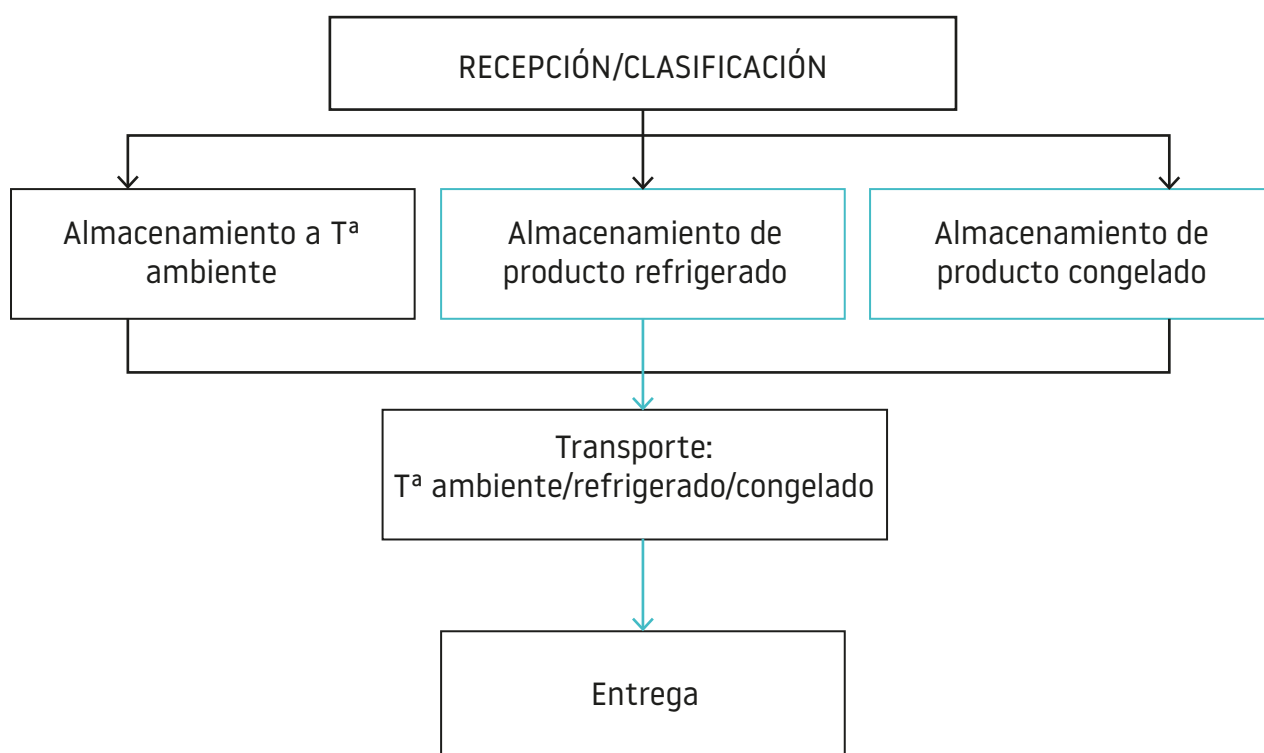 RECEPCIÓN/CLASIFICACIÓN
Almacenamiento a Tª
ambiente
Almacenamiento de
producto refrigerado
Almacenamiento de
producto congelado
Transporte:
Tª ambiente/refrigerado/congelado
Entrega